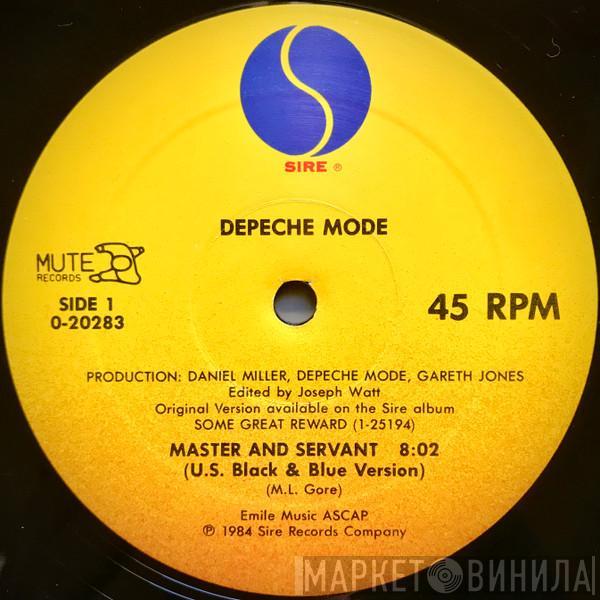 SIRE ®
DEPECHE MODE
MUTE
RECORDS
SIDE 1
0-20283
45 RPM
PRODUCTION: DANIEL MILLER, DEPECHE MODE, GARETH JONES
Edited by Joseph Watt
Original Version available on the Sire album
SOME GREAT REWARD (1-25194)
MASTER AND SERVANT 8:02
(U.S. Black & Blue Version)
(M.L. Gore)
Emile Music ASCAP
℗ 1984 Sire Records Company
МАРКЕТ ВИНИЛА